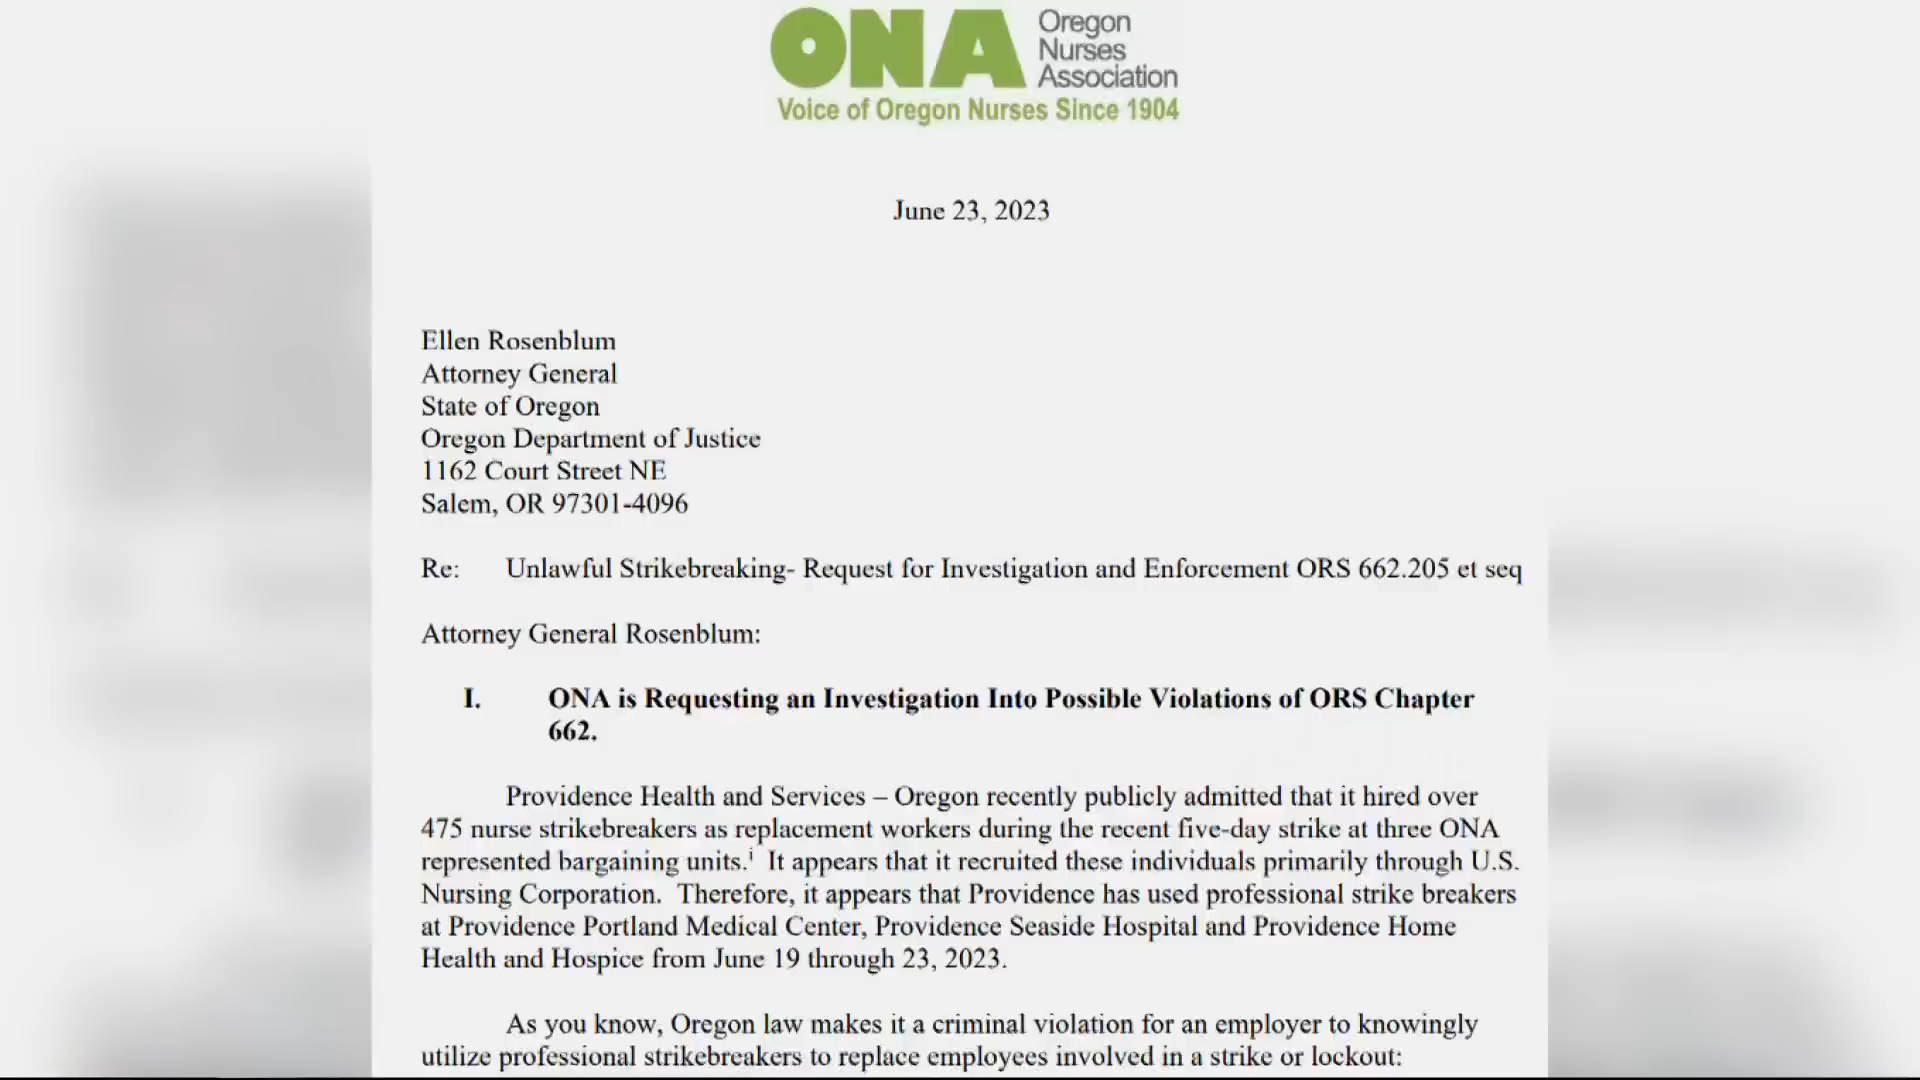 ONA
Oregon
Nurses
Association
Voice of Oregon Nurses Since 1904
June 23, 2023
Ellen Rosenblum
Attorney General
State of Oregon
Oregon Department of Justice
1162 Court Street NE
Salem, OR 97301-4096
Re: Unlawful Strikebreaking- Request for Investigation and Enforcement ORS 662.205 et seq
Attorney General Rosenblum:
I. ONA is Requesting an Investigation Into Possible Violations of ORS Chapter
662.
Providence Health and Services – Oregon recently publicly admitted that it hired over
475 nurse strikebreakers as replacement workers during the recent five-day strike at three ONA
represented bargaining units.i It appears that it recruited these individuals primarily through U.S.
Nursing Corporation. Therefore, it appears that Providence has used professional strike breakers
at Providence Portland Medical Center, Providence Seaside Hospital and Providence Home
Health and Hospice from June 19 through 23, 2023.
As you know, Oregon law makes it a criminal violation for an employer to knowingly
utilize professional strikebreakers to replace employees involved in a strike or lockout: